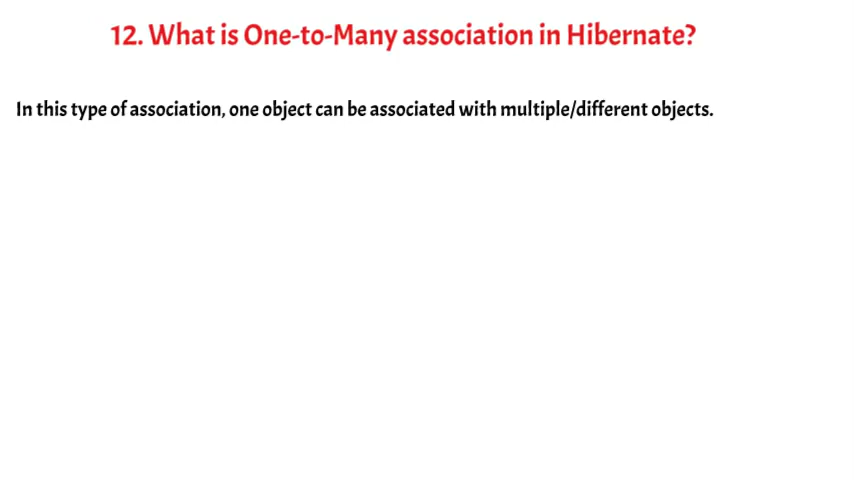 12. What is One-to-Many association in Hibernate?
In this type of association, one object can be associated with multiple/different objects.